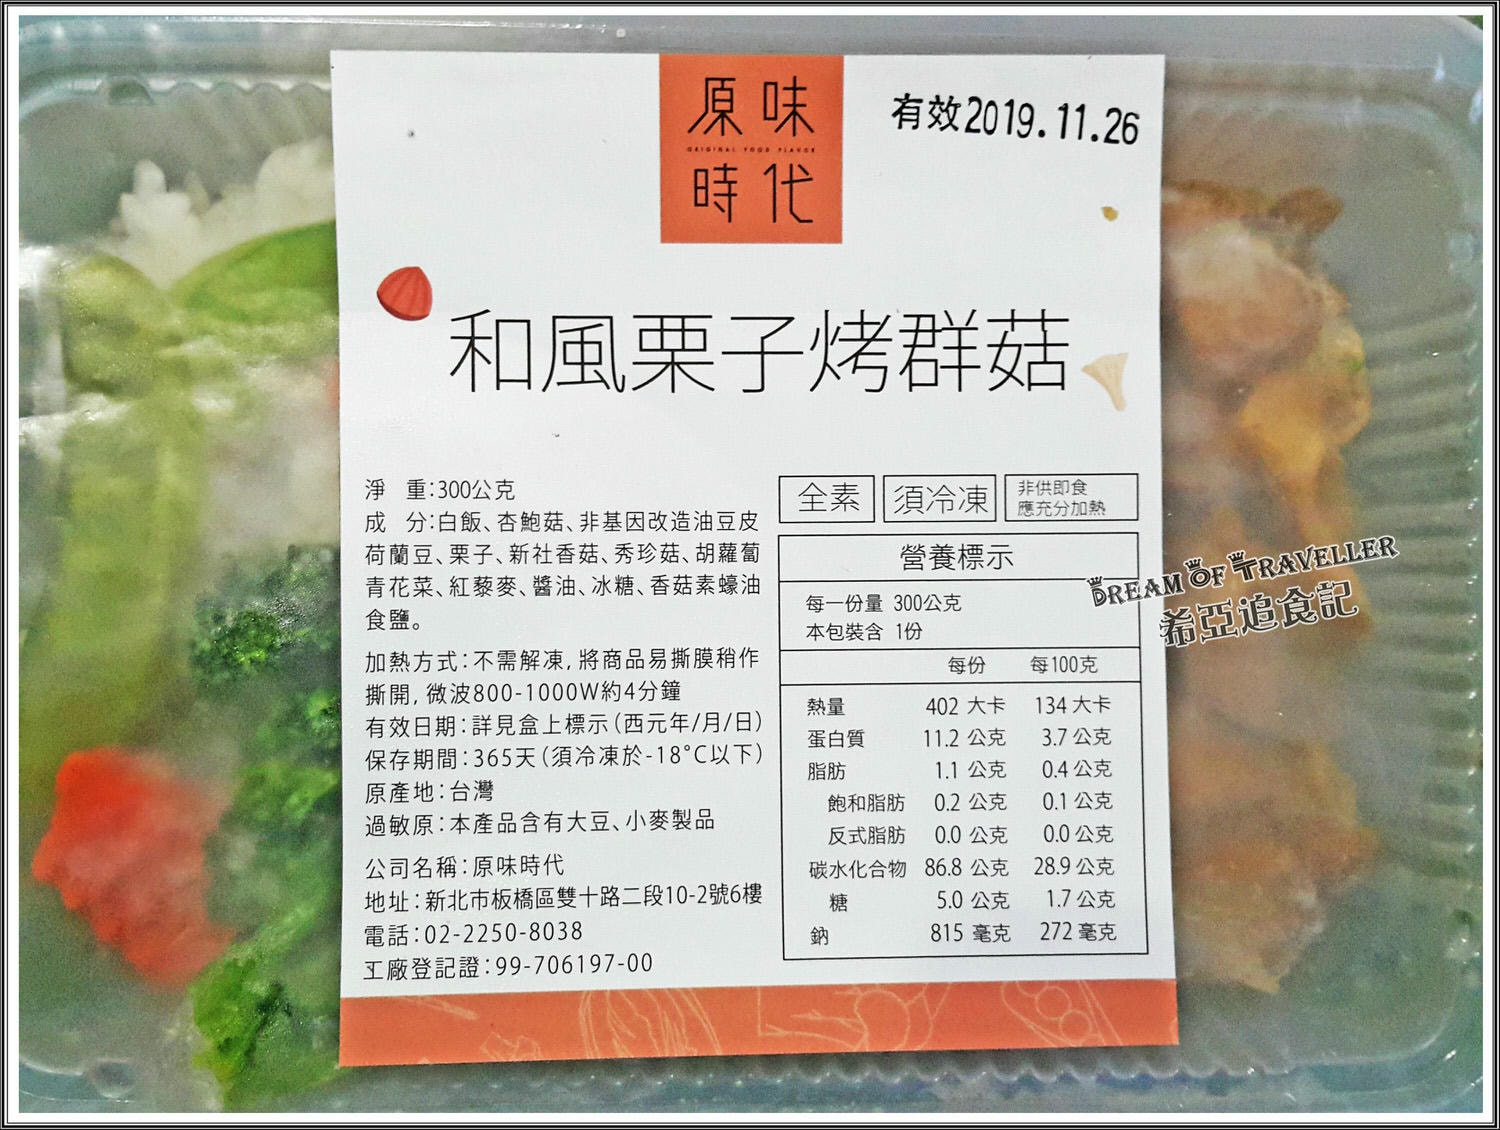 原味
ORIGINAL FOOD FLAVOR
時代
有效2019.11.26
和風栗子烤群菇
淨 重:300公克
成 分:白飯、杏鮑菇、非基因改造油豆皮
荷蘭豆、栗子、新社香菇、秀珍菇、胡蘿蔔
青花菜、紅藜麥、醬油、冰糖、香菇素蠔油
食鹽。
加熱方式:不需解凍,將商品易撕膜稍作
撕開,微波800-1000W約4分鐘
有效日期:詳見盒上標示(西元年/月/日)
保存期間:365天(須冷凍於-18°C以下)
原產地:台灣
過敏原:本產品含有大豆、小麥製品
公司名稱:原味時代
地址:新北市板橋區雙十路二段10-2號6樓
電話:02-2250-8038
工廠登記證:99-706197-00
全素 須冷凍 非供即食
應充分加熱
營養標示
每一份量 300公克
本包裝含 1份
每份 每100克
熱量 402 大卡 134 大卡
蛋白質 11.2 公克 3.7 公克
脂肪 1.1 公克 0.4 公克
飽和脂肪 0.2 公克 0.1 公克
反式脂肪 0.0 公克 0.0 公克
碳水化合物 86.8 公克 28.9 公克
糖 5.0 公克 1.7 公克
鈉 815 毫克 272 毫克
DREAM OF TRAVELLER
希亞追食記